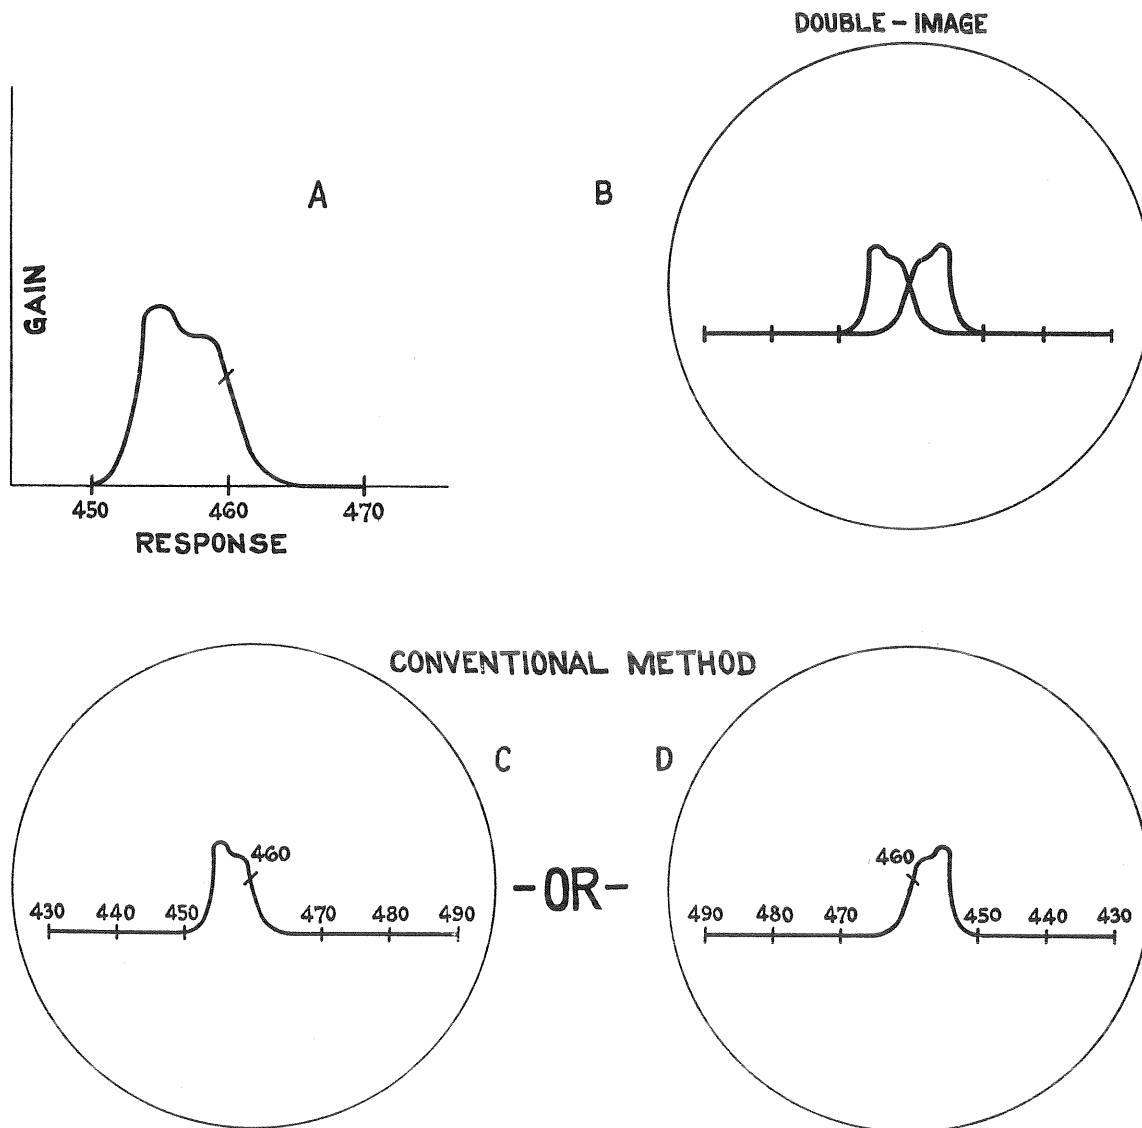 DOUBLE - IMAGE
A
B
GAIN
450 460 470
RESPONSE
CONVENTIONAL METHOD
C
D
460
430 440 450 470 480 490
-OR-
460
490 480 470 450 440 430